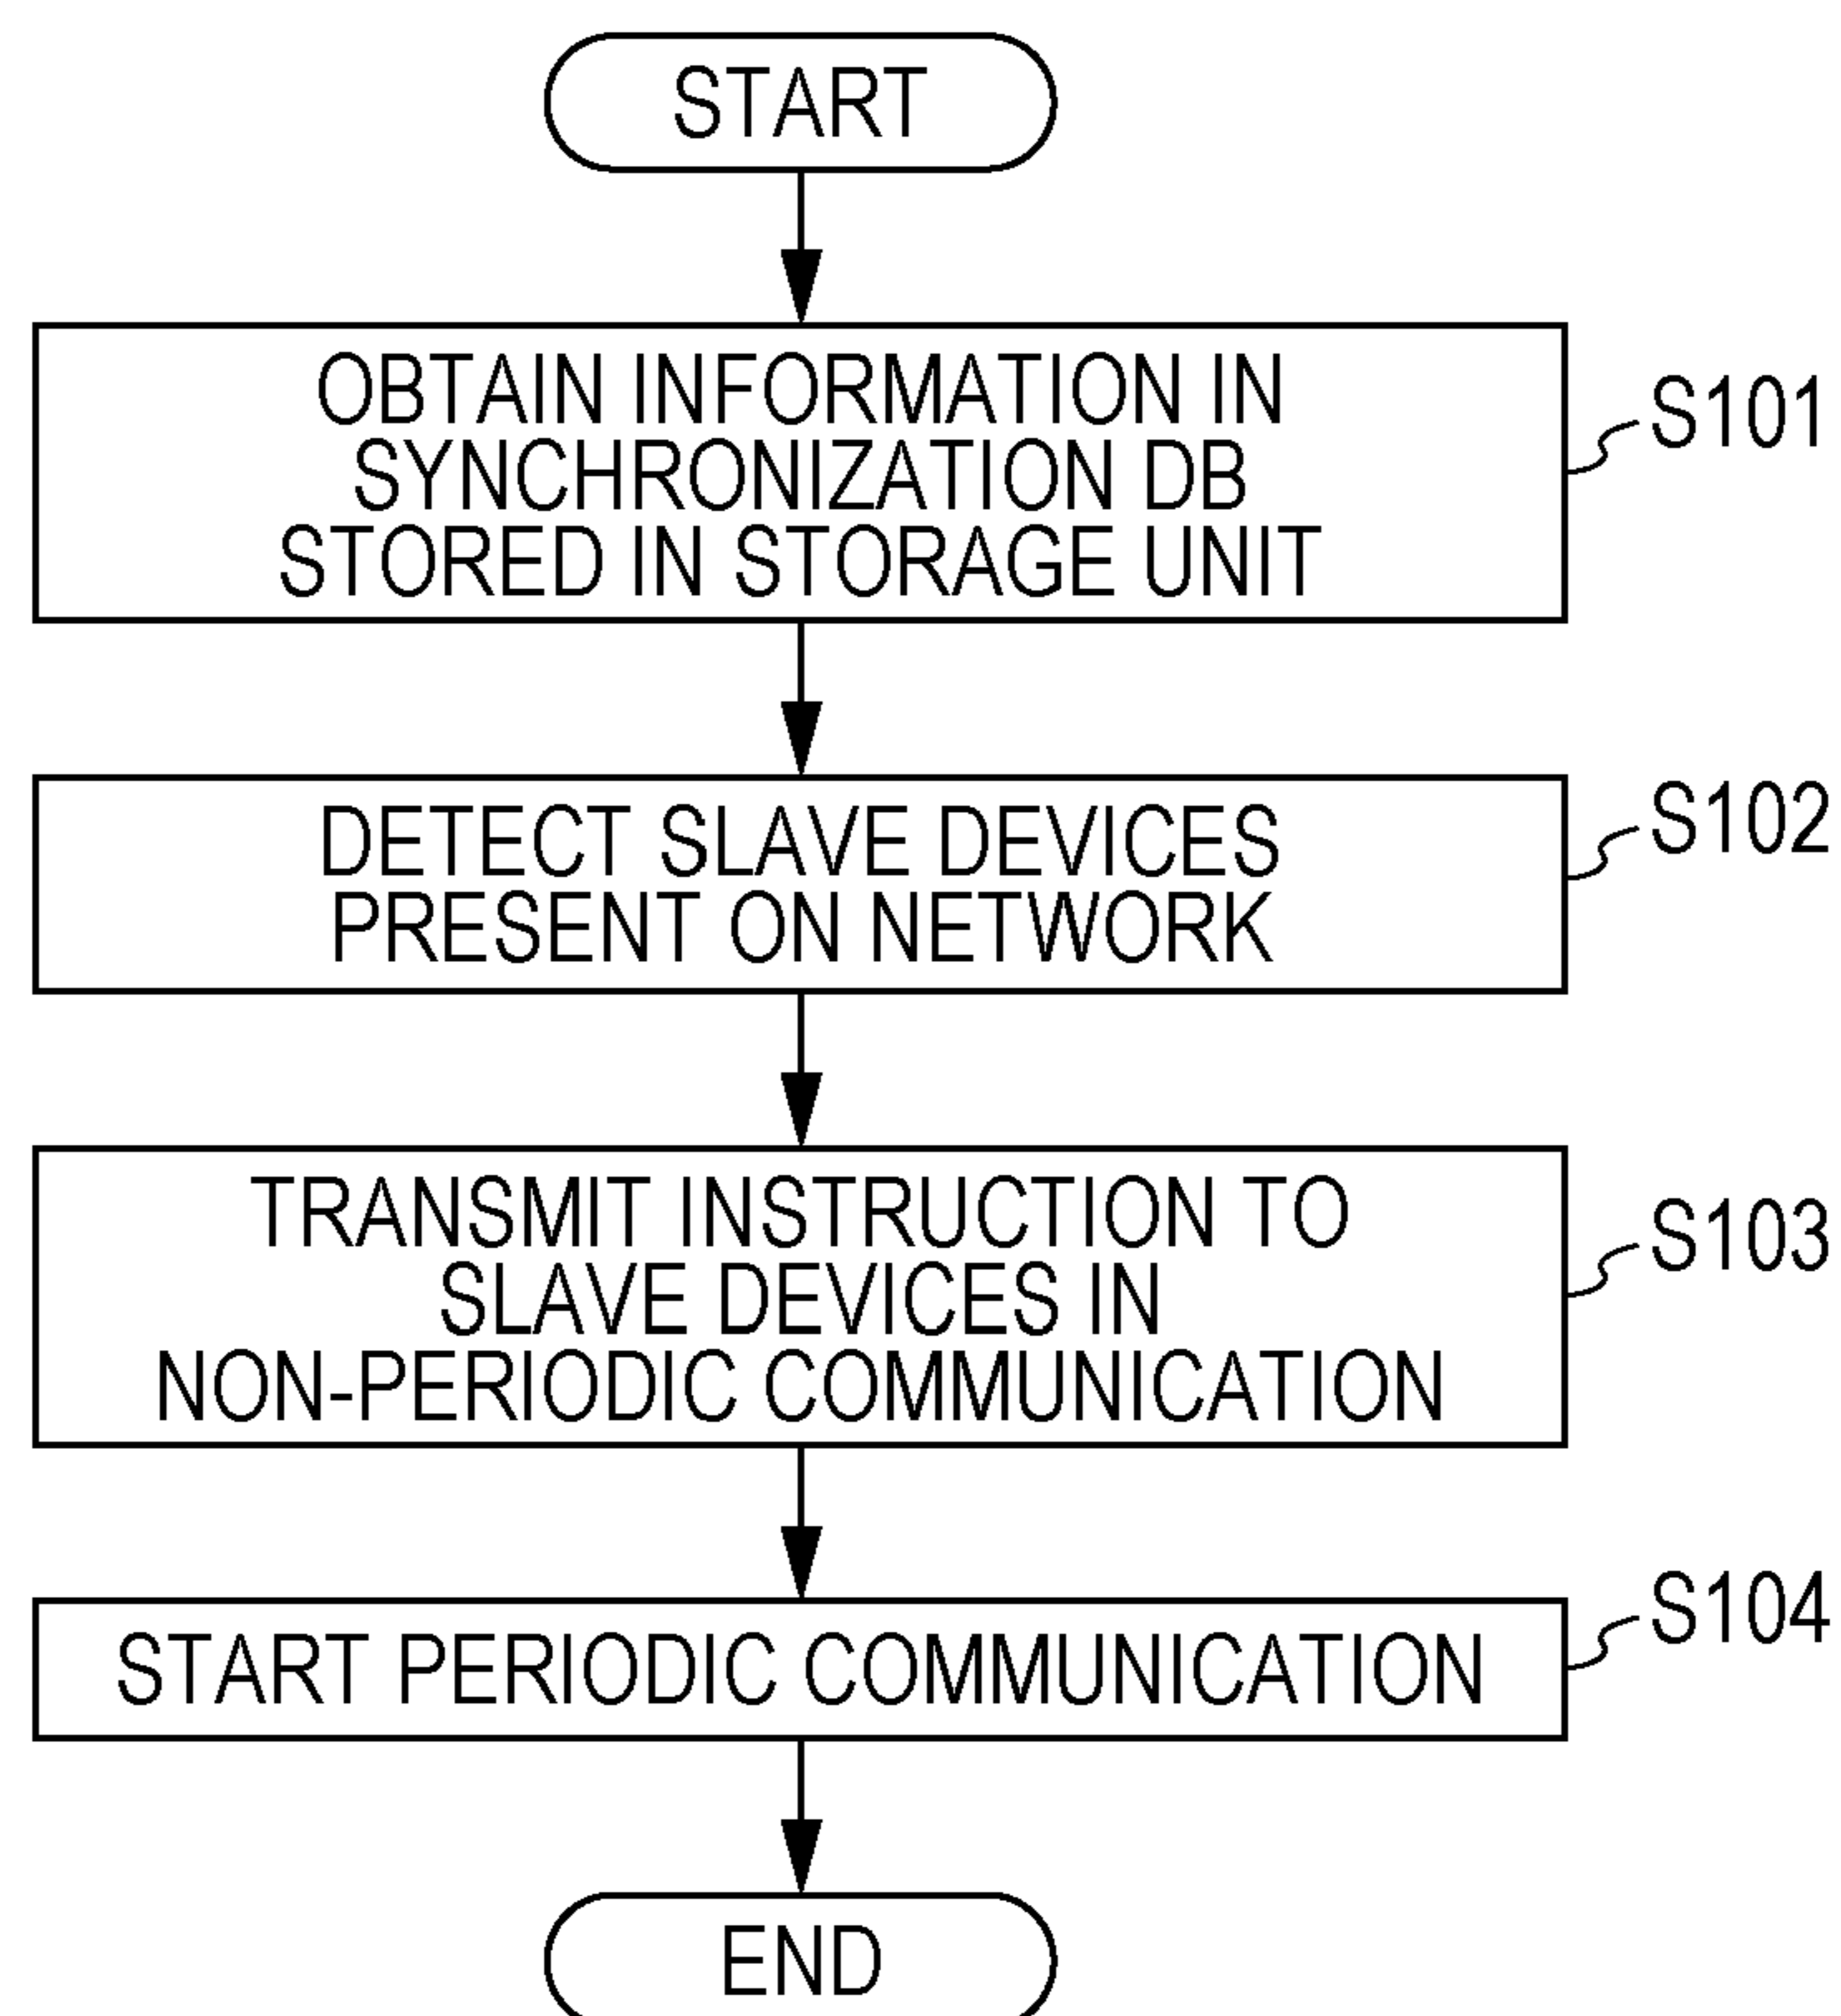 START
OBTAIN INFORMATION IN
SYNCHRONIZATION DB
STORED IN STORAGE UNIT
S101
DETECT SLAVE DEVICES
PRESENT ON NETWORK
S102
TRANSMIT INSTRUCTION TO
SLAVE DEVICES IN
NON-PERIODIC COMMUNICATION
S103
START PERIODIC COMMUNICATION
S104
END